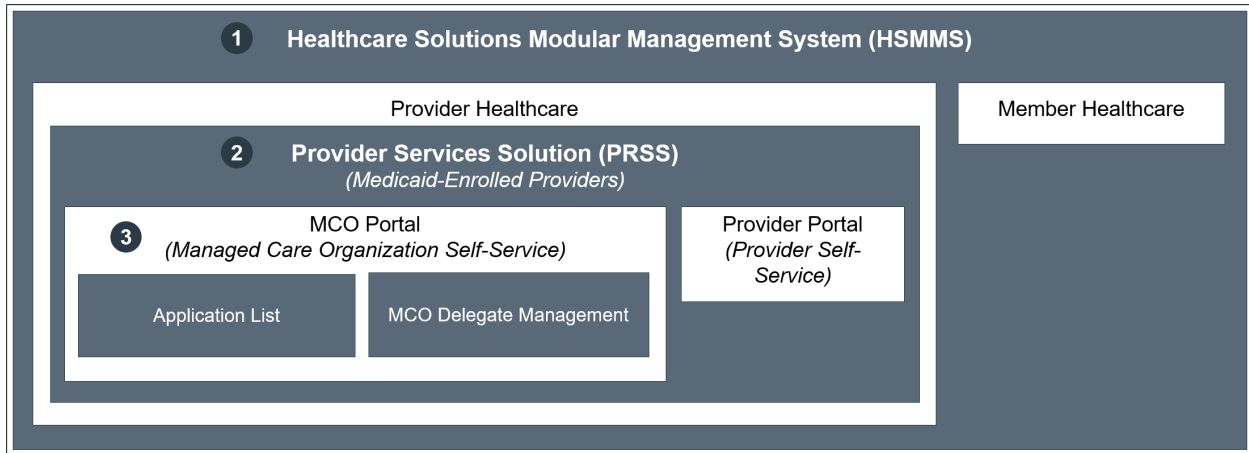 1 Healthcare Solutions Modular Management System (HSMMS)
Provider Healthcare
Member Healthcare
2 Provider Services Solution (PRSS)
(Medicaid-Enrolled Providers)
3 MCO Portal
(Managed Care Organization Self-Service)
Provider Portal
(Provider Self-
Service)
Application List
MCO Delegate Management